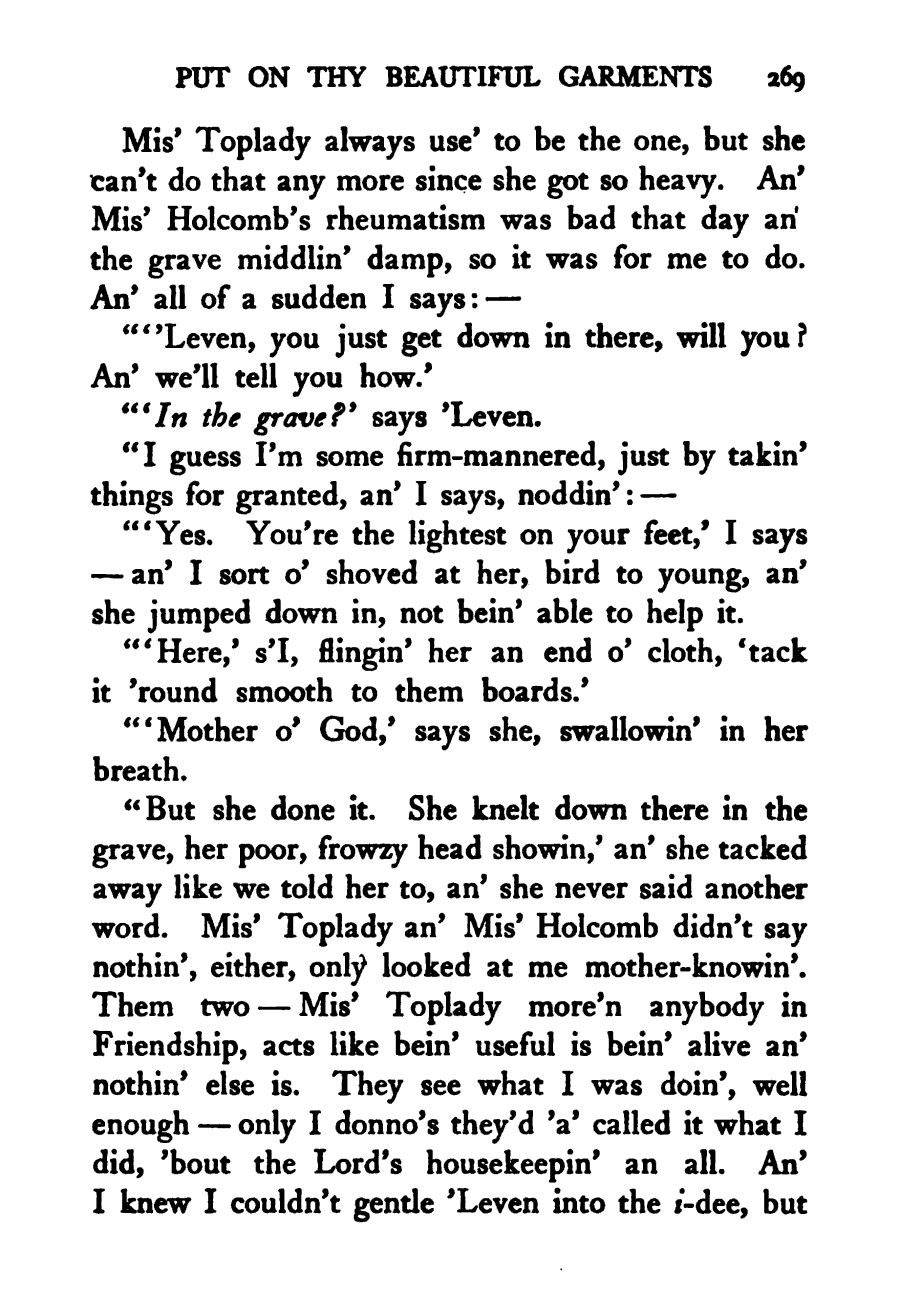 PUT ON THY BEAUTIFUL GARMENTS 269
Mis' Toplady always use' to be the one, but she
can't do that any more since she got so heavy. An'
Mis' Holcomb's rheumatism was bad that day an'
the grave middlin' damp, so it was for me to do.
An' all of a sudden I says: —
"'’Leven, you just get down in there, will you?
An' we'll tell you how.'
"'In the grave?' says 'Leven.
"I guess I'm some firm-mannered, just by takin'
things for granted, an' I says, noddin': —
"'Yes. You're the lightest on your feet,' I says
— an' I sort o' shoved at her, bird to young, an'
she jumped down in, not bein' able to help it.
"'Here,' s'I, flingin' her an end o' cloth, 'tack
it 'round smooth to them boards.'
"'Mother o' God,' says she, swallowin' in her
breath.
"But she done it. She knelt down there in the
grave, her poor, frowzy head showin,' an' she tacked
away like we told her to, an' she never said another
word. Mis' Toplady an' Mis' Holcomb didn't say
nothin', either, only looked at me mother-knowin'.
Them two — Mis' Toplady more'n anybody in
Friendship, acts like bein' useful is bein' alive an'
nothin' else is. They see what I was doin', well
enough — only I donno's they'd 'a' called it what I
did, 'bout the Lord's housekeepin' an all. An'
I knew I couldn't gentle 'Leven into the i-dee, but